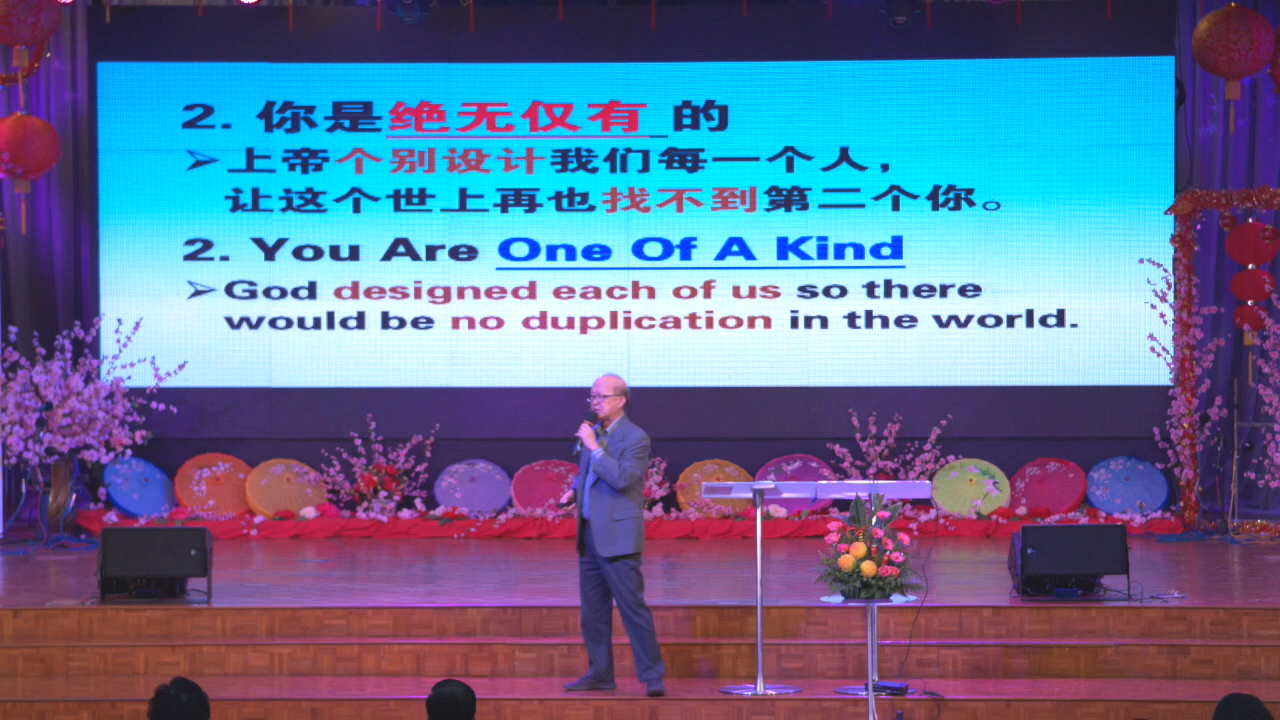 2. 你是绝无仅有_的
➢上帝个别设计我们每一个人，
让这个世上再也找不到第二个你。
2. You Are One Of A Kind
➢God designed each of us so there
would be no duplication in the world.